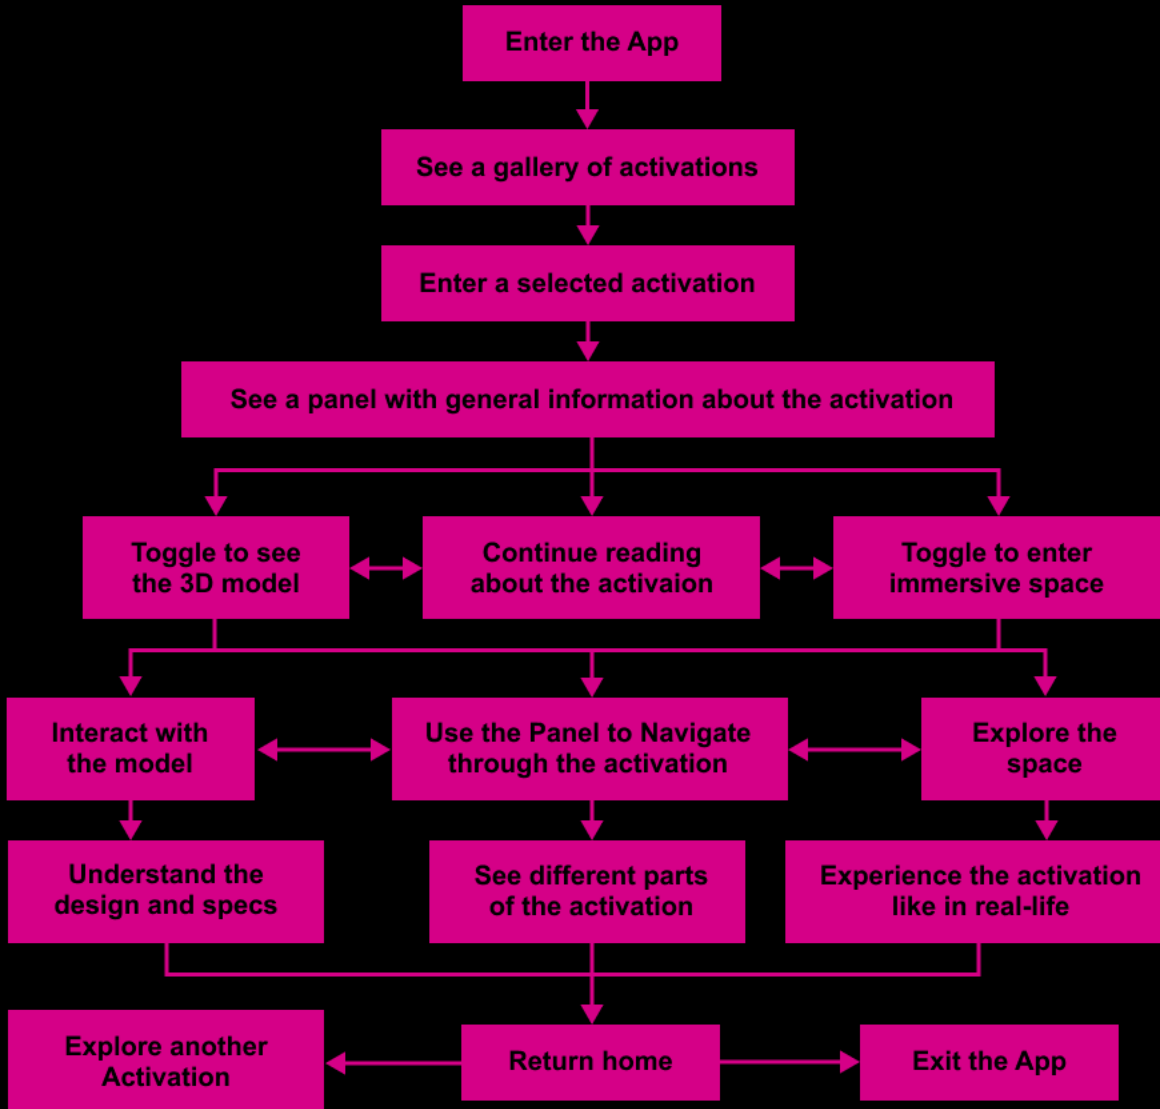 Enter the App
See a gallery of activations
Enter a selected activation
See a panel with general information about the activation
Toggle to see
the 3D model
Continue reading
about the activaion
Toggle to enter
immersive space
Interact with
the model
Use the Panel to Navigate
through the activation
Explore the
space
Understand the
design and specs
See different parts
of the activation
Experience the activation
like in real-life
Explore another
Activation
Return home
Exit the App